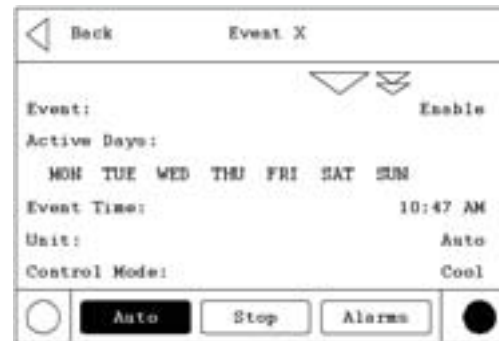 Back Event X
Event: Enable
Active Days:
MON TUE WED THU FRI SAT SUN
Event Time: 10:47 AM
Unit: Auto
Control Mode: Cool
Auto Stop Alarms